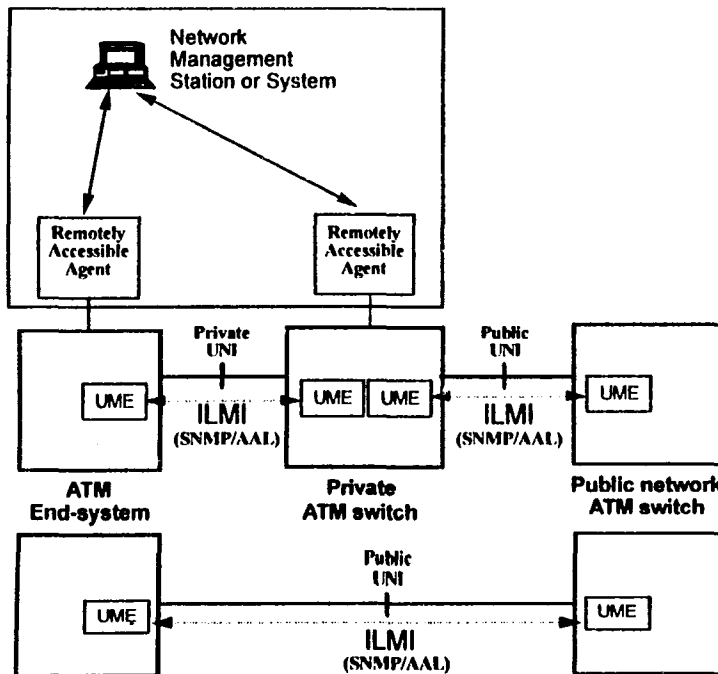 Network
Management
Station or System
Remotely
Accessible
Agent
Remotely
Accessible
Agent
Private
UNI
Public
UNI
UME
UME
UME
UME
ILMI
(SNMP/AAL)
ILMI
(SNMP/AAL)
ATM
End-system
Private
ATM switch
Public network
ATM switch
Public
UNI
UME
UME
ILMI
(SNMP/AAL)